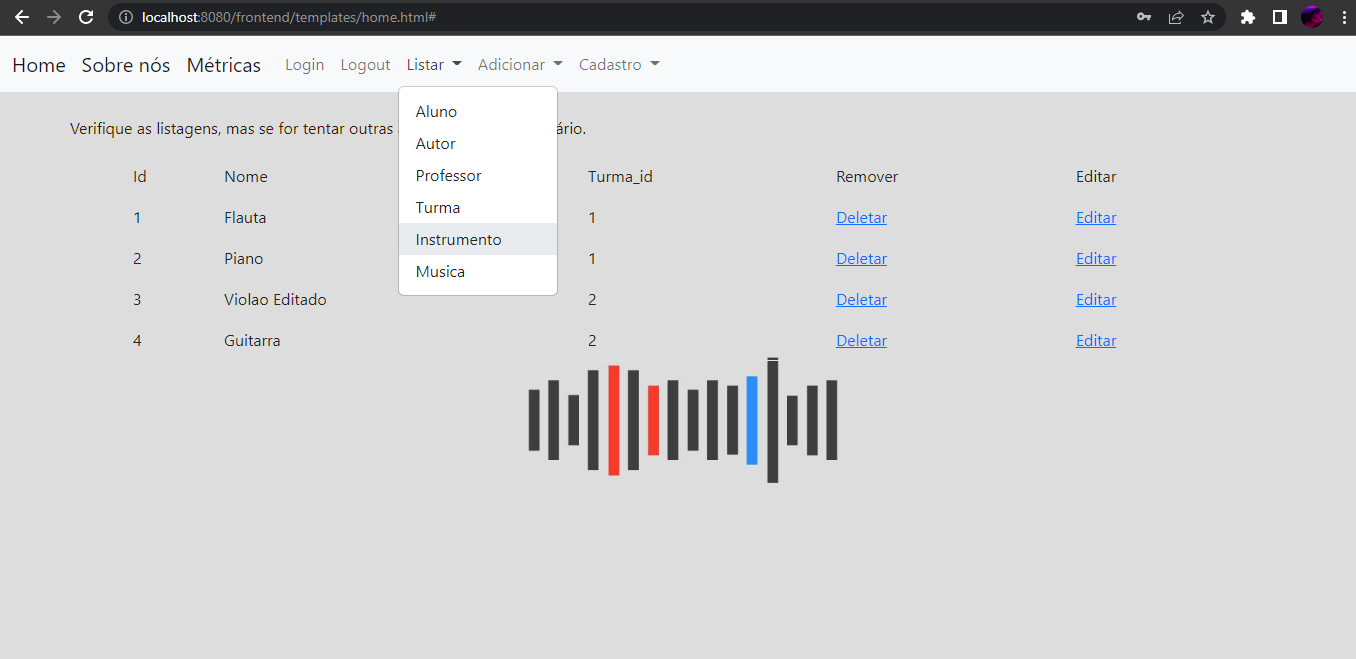 localhost:8080/frontend/templates/home.html#
Home Sobre nós Métricas Login Logout Listar Adicionar Cadastro
Aluno
Autor
Professor
Turma
Instrumento
Musica
Verifique as listagens, mas se for tentar outras ário.
Id Nome Turma_id Remover Editar
1 Flauta 1 Deletar Editar
2 Piano 1 Deletar Editar
3 Violao Editado 2 Deletar Editar
4 Guitarra 2 Deletar Editar